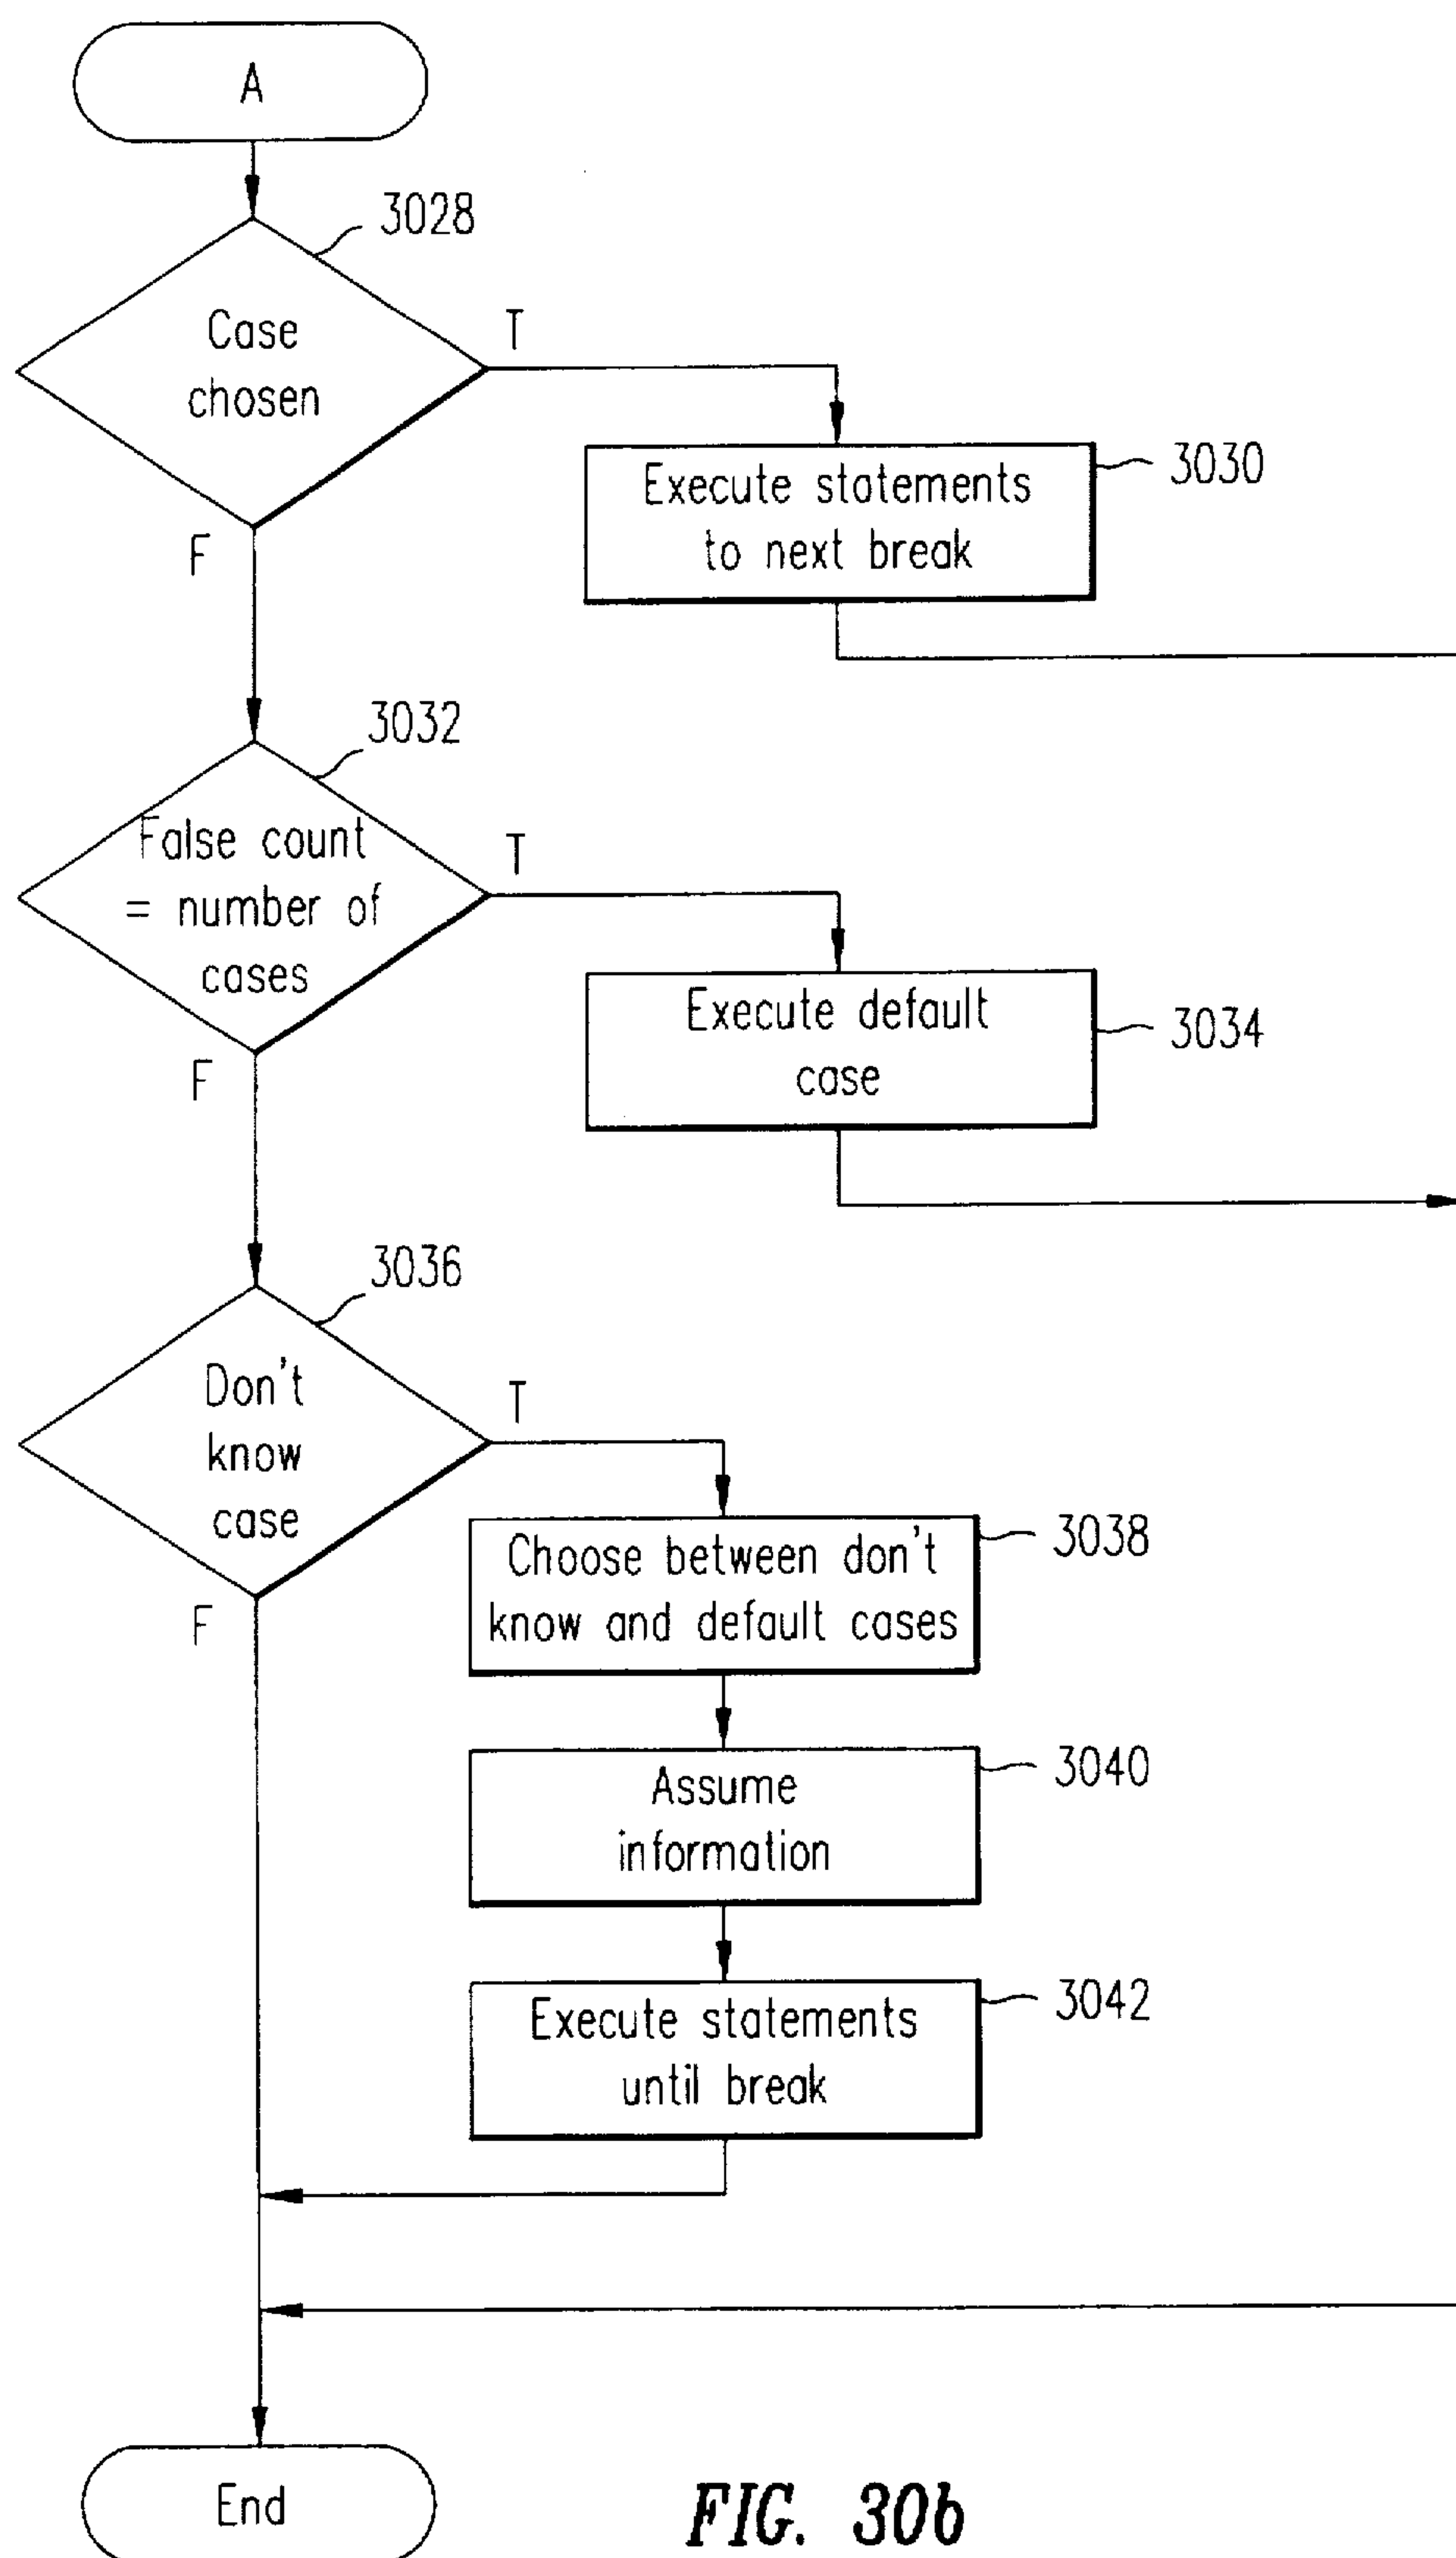 A
3028
Case
chosen
T
F
Execute statements
to next break
3030
3032
False count
= number of
cases
T
F
Execute default
case
3034
3036
Don't
know
case
T
F
Choose between don't
know and default cases
3038
Assume
information
3040
Execute statements
until break
3042
End
FIG. 30b